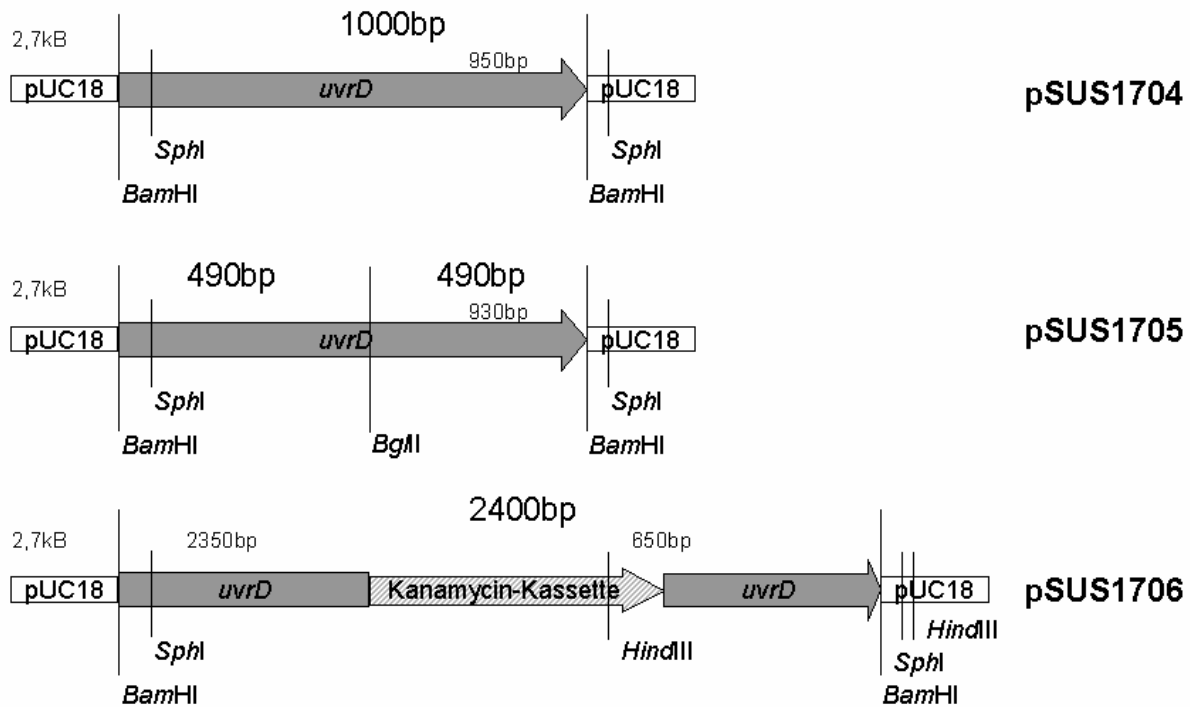 1000bp
2,7kB
950bp
pUC18
uvrD
pUC18
pSUS1704
SphI
SphI
BamHI
BamHI
490bp
490bp
2,7kB
930bp
pUC18
uvrD
pUC18
pSUS1705
SphI
SphI
BamHI
BglII
BamHI
2400bp
2,7kB
2350bp
650bp
pUC18
uvrD
Kanamycin-Kassette
uvrD
pUC18
pSUS1706
HindIII
SphI
HindIII
SphI
BamHI
BamHI